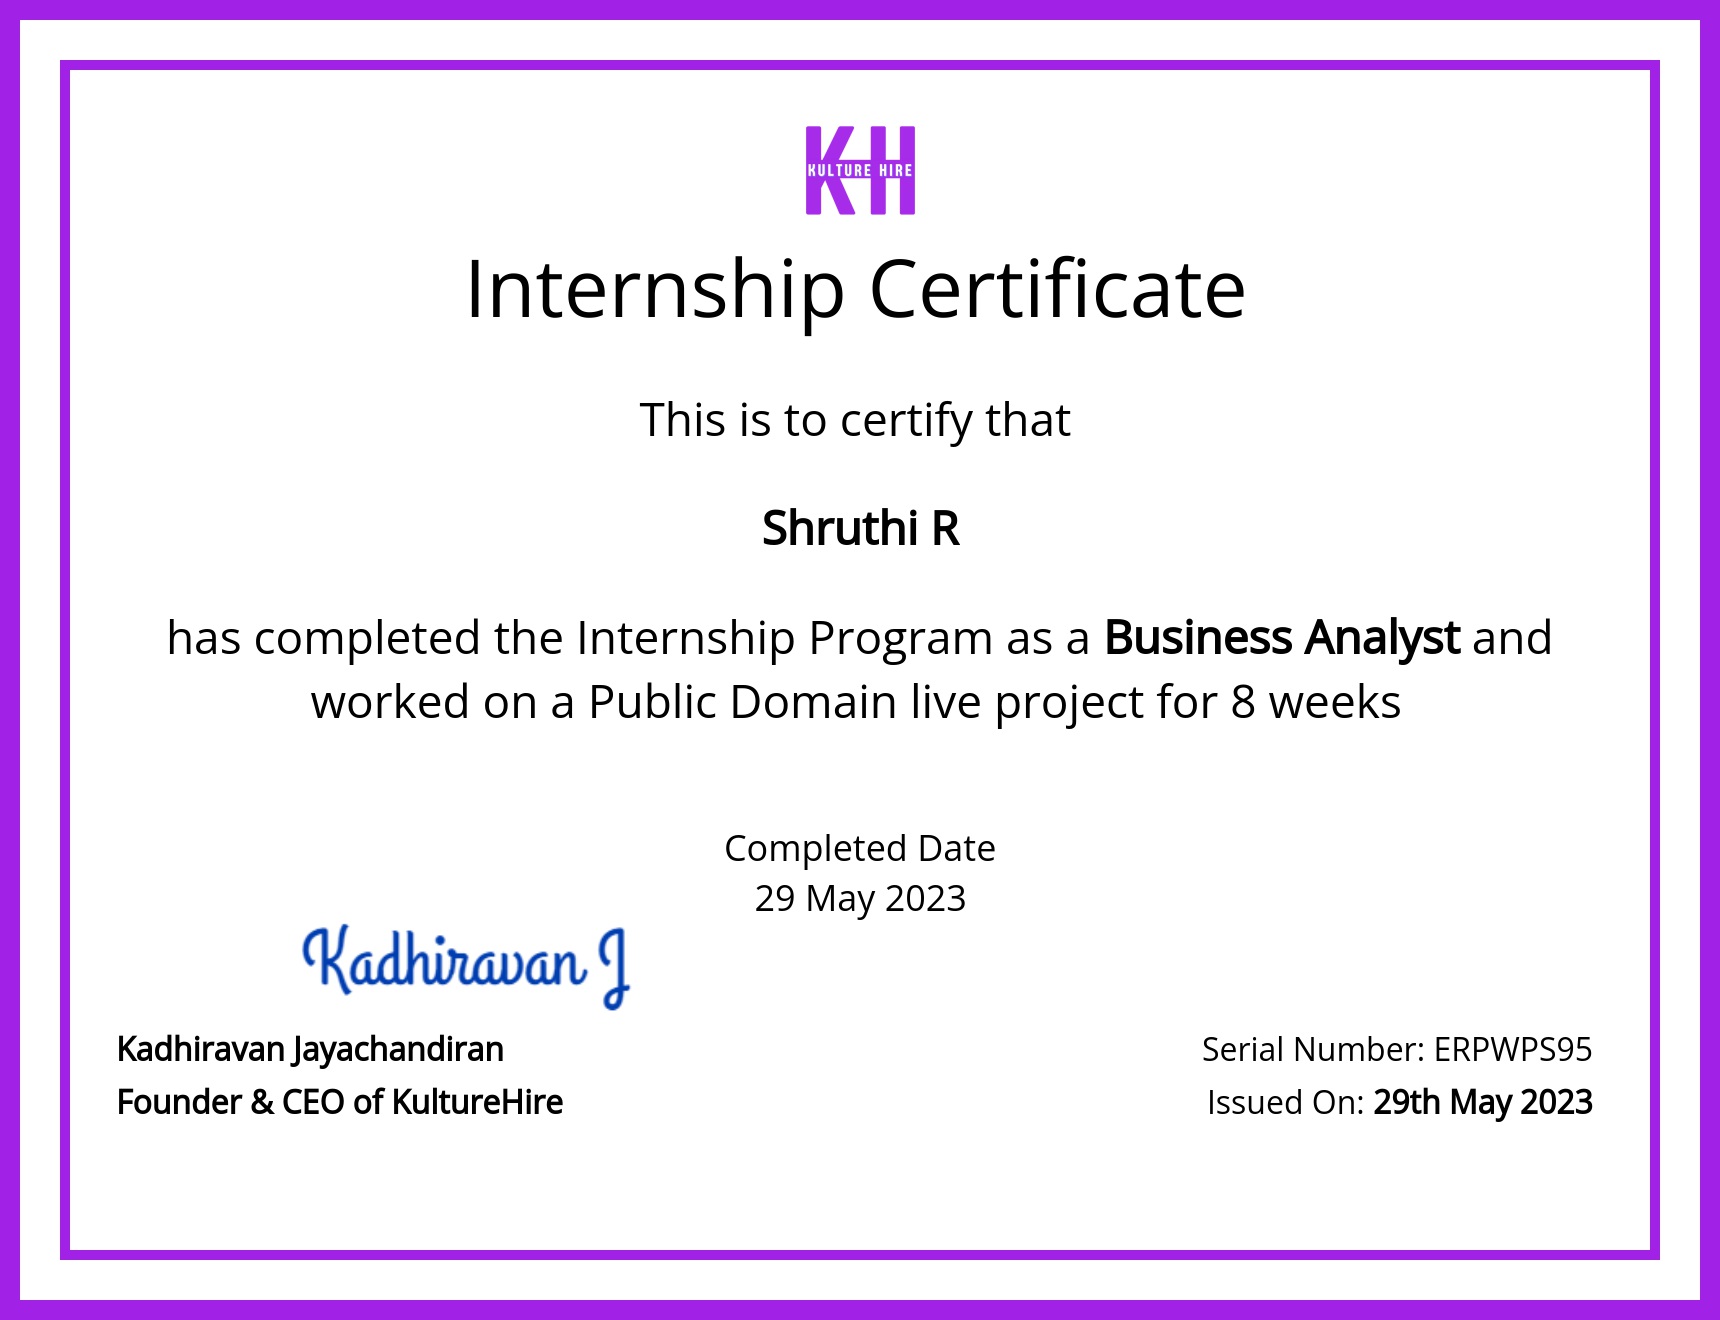 KH
KULTURE HIRE
Internship Certificate
This is to certify that
Shruthi R
has completed the Internship Program as a Business Analyst and
worked on a Public Domain live project for 8 weeks
Completed Date
29 May 2023
Kadhiravan J
Kadhiravan Jayachandiran
Founder & CEO of KultureHire
Serial Number: ERPWPS95
Issued On: 29th May 2023